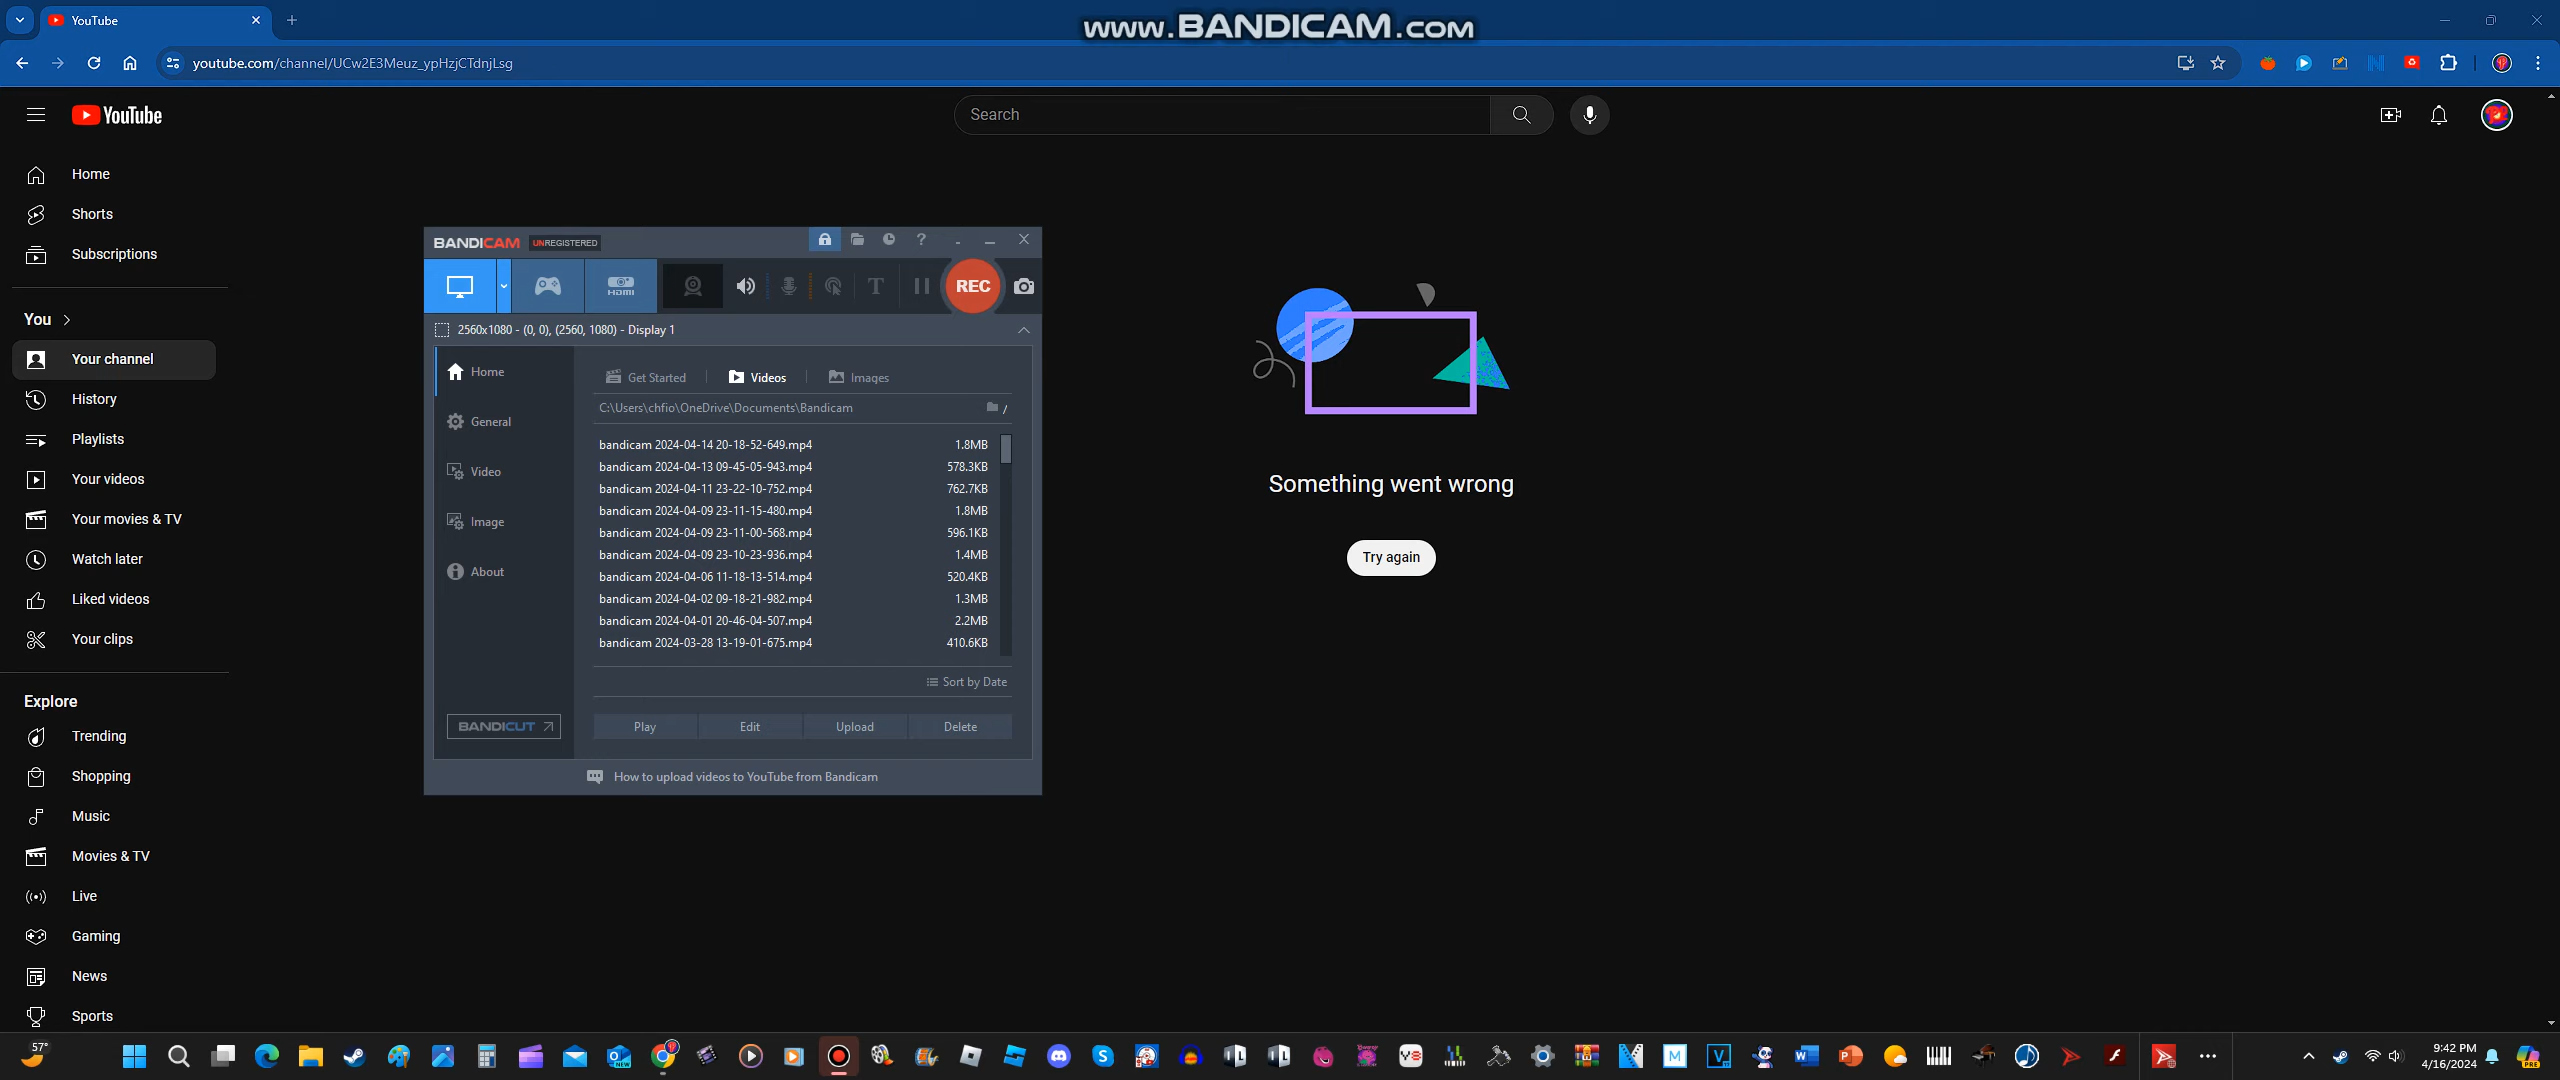 YouTube
www.BANDICAM.com
youtube.com/channel/UCw2E3Meuz_ypHzjCTdnjLsg
YouTube
Search
Home
Shorts
Subscriptions
You
Your channel
History
Playlists
Your videos
Your movies & TV
Watch later
Liked videos
Your clips
Explore
Trending
Shopping
Music
Movies & TV
Live
Gaming
News
Sports
BANDICAM UNREGISTERED
HDMI
T
REC
2560x1080 - (0, 0), (2560, 1080) - Display 1
Home
General
Video
Image
About
BANDICUT
Get Started
Videos
Images
C:\Users\chfio\OneDrive\Documents\Bandicam
bandicam 2024-04-14 20-18-52-649.mp4 1.8MB
bandicam 2024-04-13 09-45-05-943.mp4 578.3KB
bandicam 2024-04-11 23-22-10-752.mp4 762.7KB
bandicam 2024-04-09 23-11-15-480.mp4 1.8MB
bandicam 2024-04-09 23-11-00-568.mp4 596.1KB
bandicam 2024-04-09 23-10-23-936.mp4 1.4MB
bandicam 2024-04-06 11-18-13-514.mp4 520.4KB
bandicam 2024-04-02 09-18-21-982.mp4 1.3MB
bandicam 2024-04-01 20-46-04-507.mp4 2.2MB
bandicam 2024-03-28 13-19-01-675.mp4 410.6KB
Sort by Date
Play
Edit
Upload
Delete
How to upload videos to YouTube from Bandicam
Something went wrong
Try again
57°
9:42 PM
4/16/2024